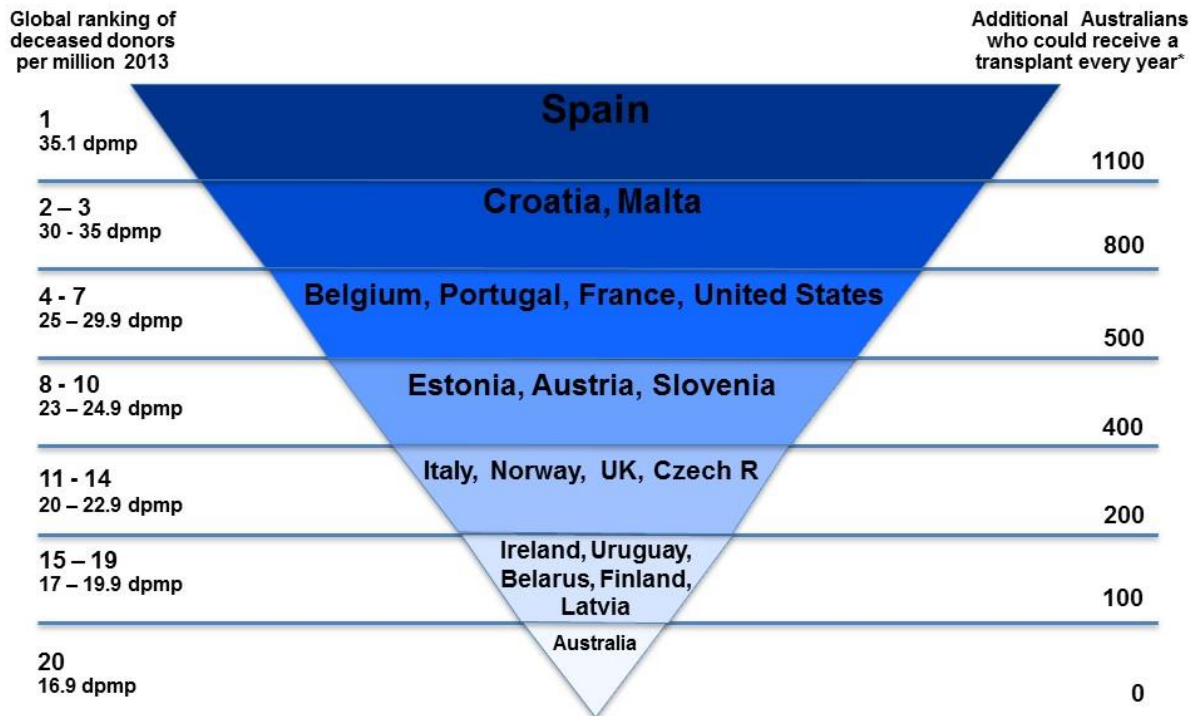 Global ranking of
deceased donors
per million 2013
Additional Australians
who could receive a
transplant every year*
1
35.1 dpmp
Spain
1100
2 – 3
30 - 35 dpmp
Croatia, Malta
800
4 - 7
25 – 29.9 dpmp
Belgium, Portugal, France, United States
500
8 - 10
23 – 24.9 dpmp
Estonia, Austria, Slovenia
400
11 - 14
20 – 22.9 dpmp
Italy, Norway, UK, Czech R
200
15 – 19
17 – 19.9 dpmp
Ireland, Uruguay,
Belarus, Finland,
Latvia
100
20
16.9 dpmp
Australia
0